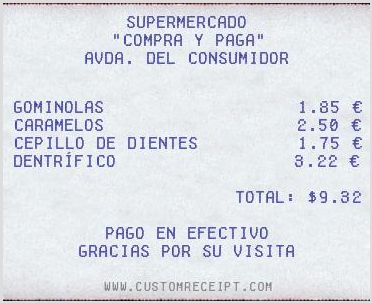 SUPERMERCADO
"COMPRA Y PAGA"
AVDA. DEL CONSUMIDOR
GOMINOLAS 1.85 €
CARAMELOS 2.50 €
CEPILLO DE DIENTES 1.75 €
DENTRÍFICO 3.22 €
TOTAL: $9.32
PAGO EN EFECTIVO
GRACIAS POR SU VISITA
WWW.CUSTOMRECEIPT.COM